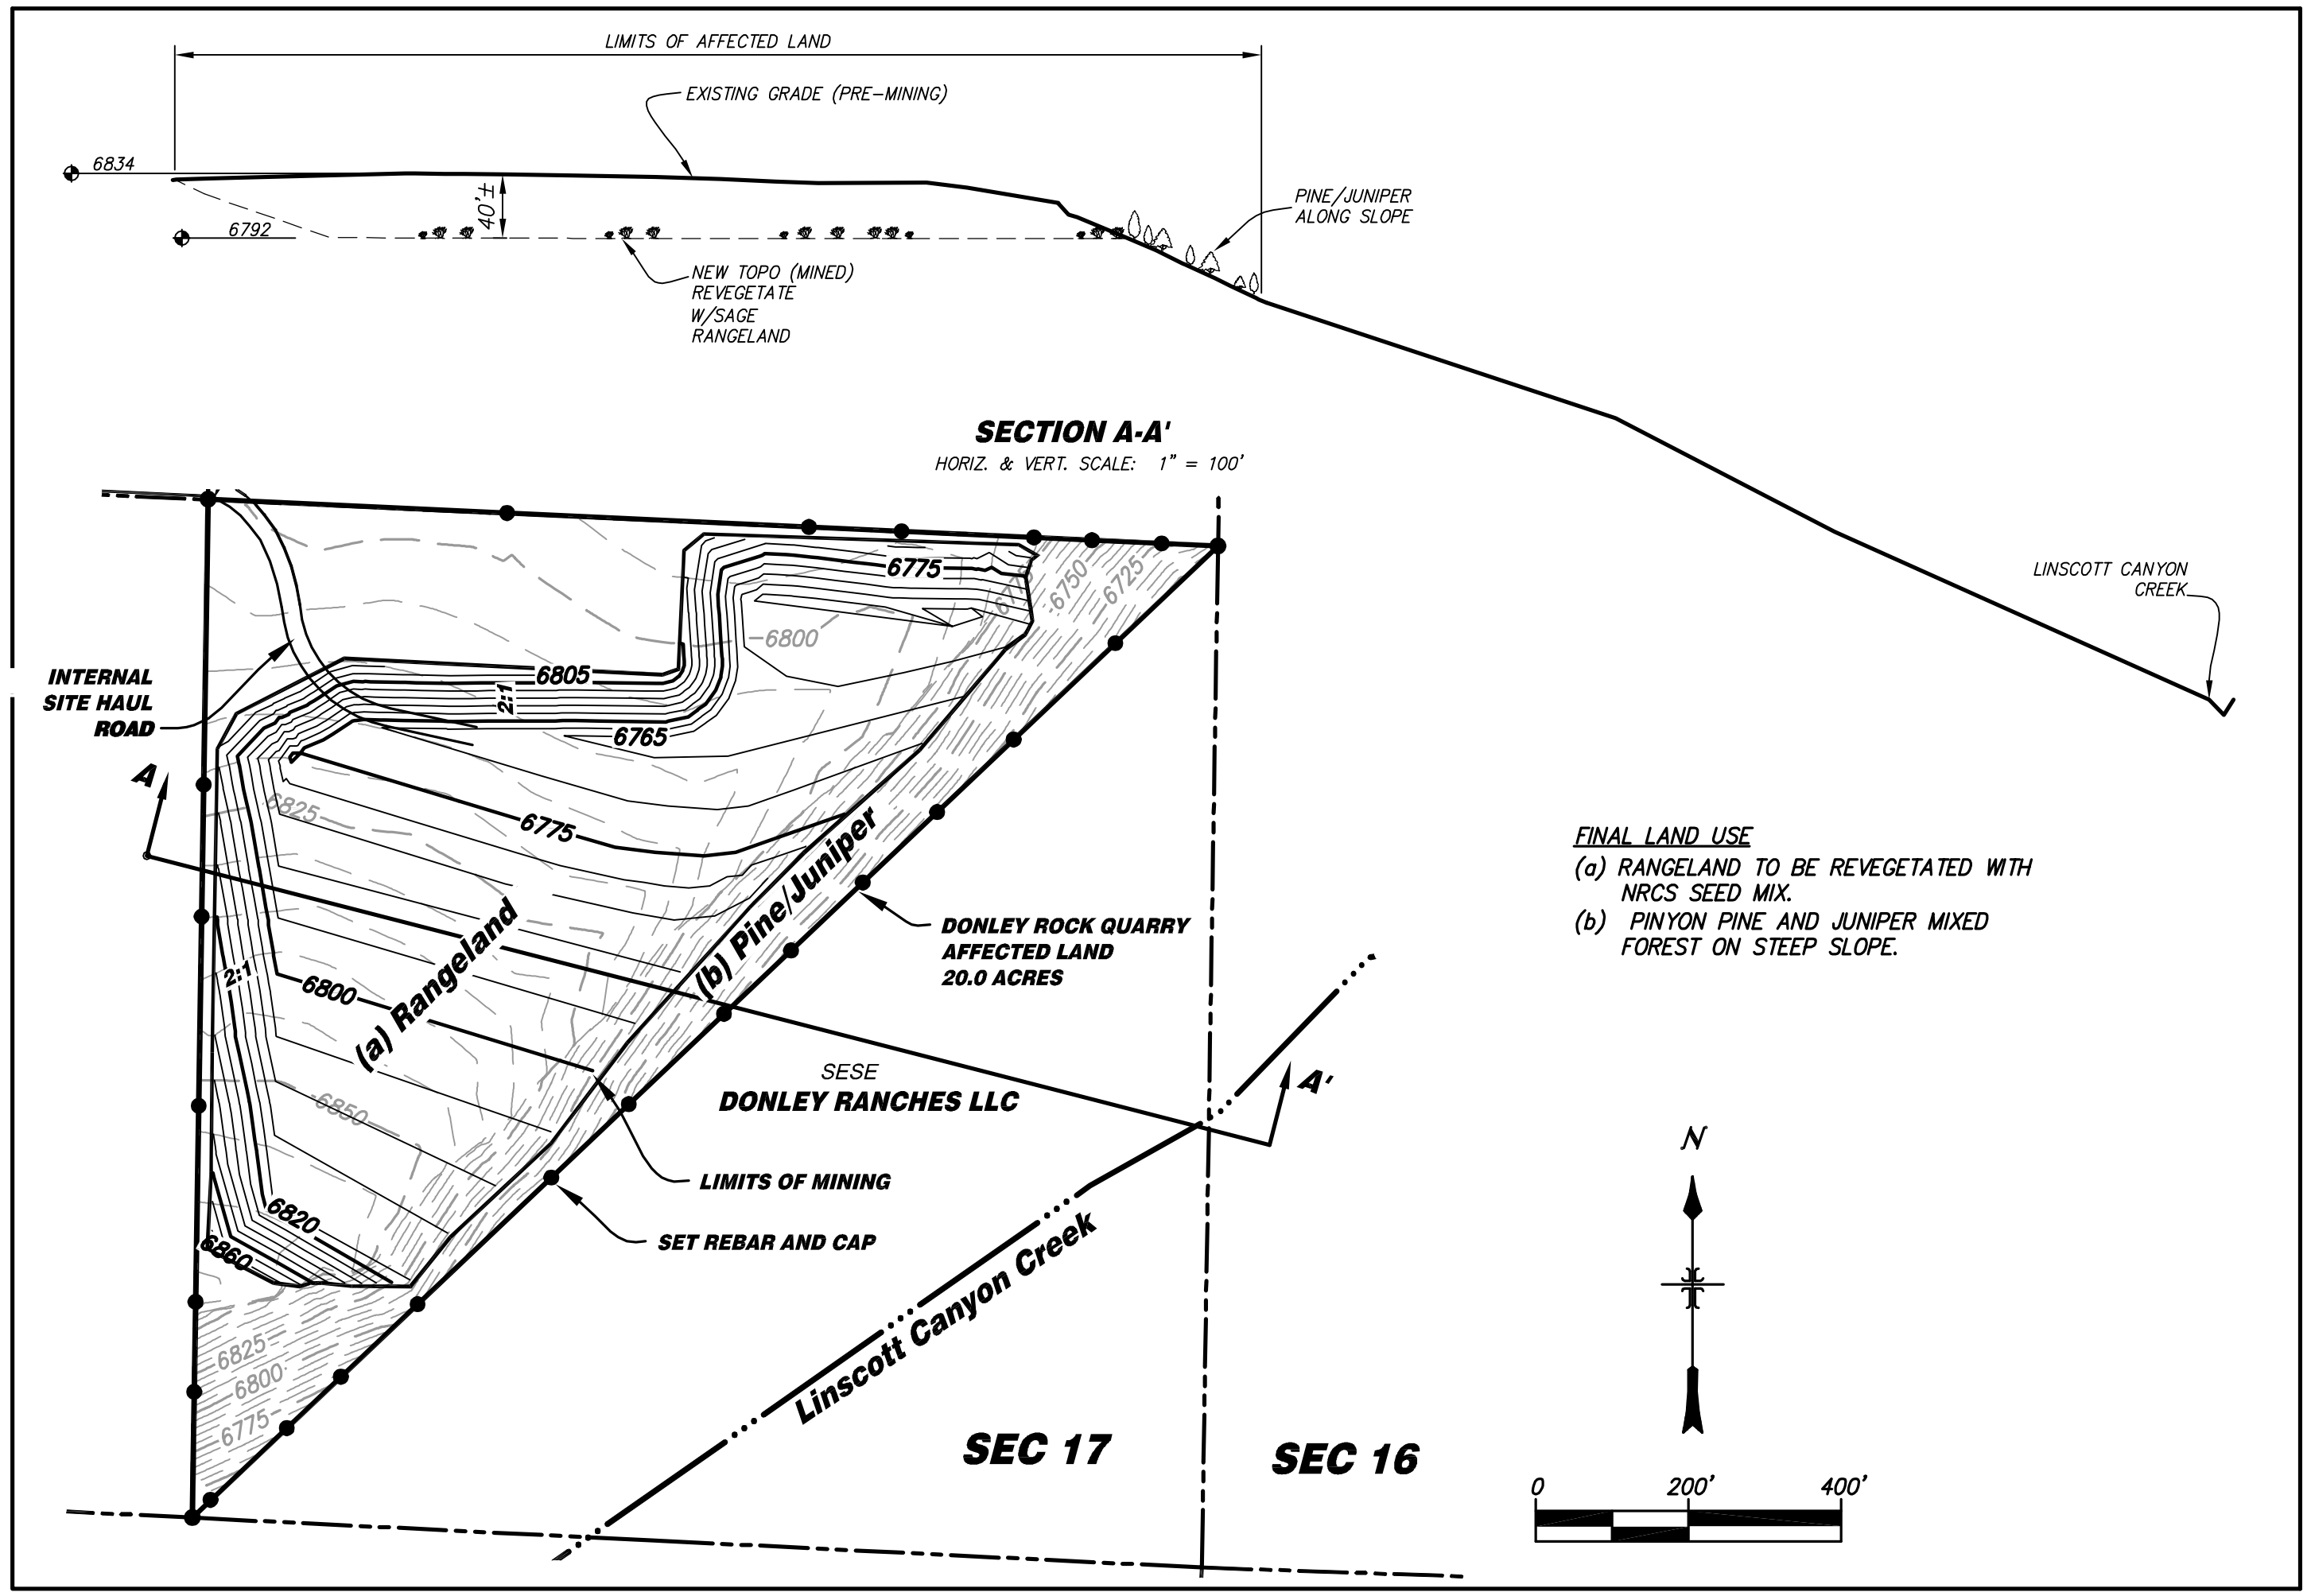 LIMITS OF AFFECTED LAND
EXISTING GRADE (PRE-MINING)
6834
40'±
6792
PINE/JUNIPER
ALONG SLOPE
NEW TOPO (MINED)
REVEGETATE
W/SAGE
RANGELAND
SECTION A-A'
HORIZ. & VERT. SCALE: 1" = 100'
LINSCOTT CANYON
CREEK
6775
6775
6750
6725
6800
INTERNAL
SITE HAUL
ROAD
6805
2:1
6765
A
6825
6775
(b) Pine/Juniper
FINAL LAND USE
(a) RANGELAND TO BE REVEGETATED WITH
NRCS SEED MIX.
(b) PINYON PINE AND JUNIPER MIXED
FOREST ON STEEP SLOPE.
DONLEY ROCK QUARRY
AFFECTED LAND
20.0 ACRES
2:1
6800
(a) Rangeland
SESE
DONLEY RANCHES LLC
A'
6850
N
LIMITS OF MINING
6820
SET REBAR AND CAP
6860
Linscott Canyon Creek
6825
6800
6775
SEC 17
SEC 16
0 200' 400'